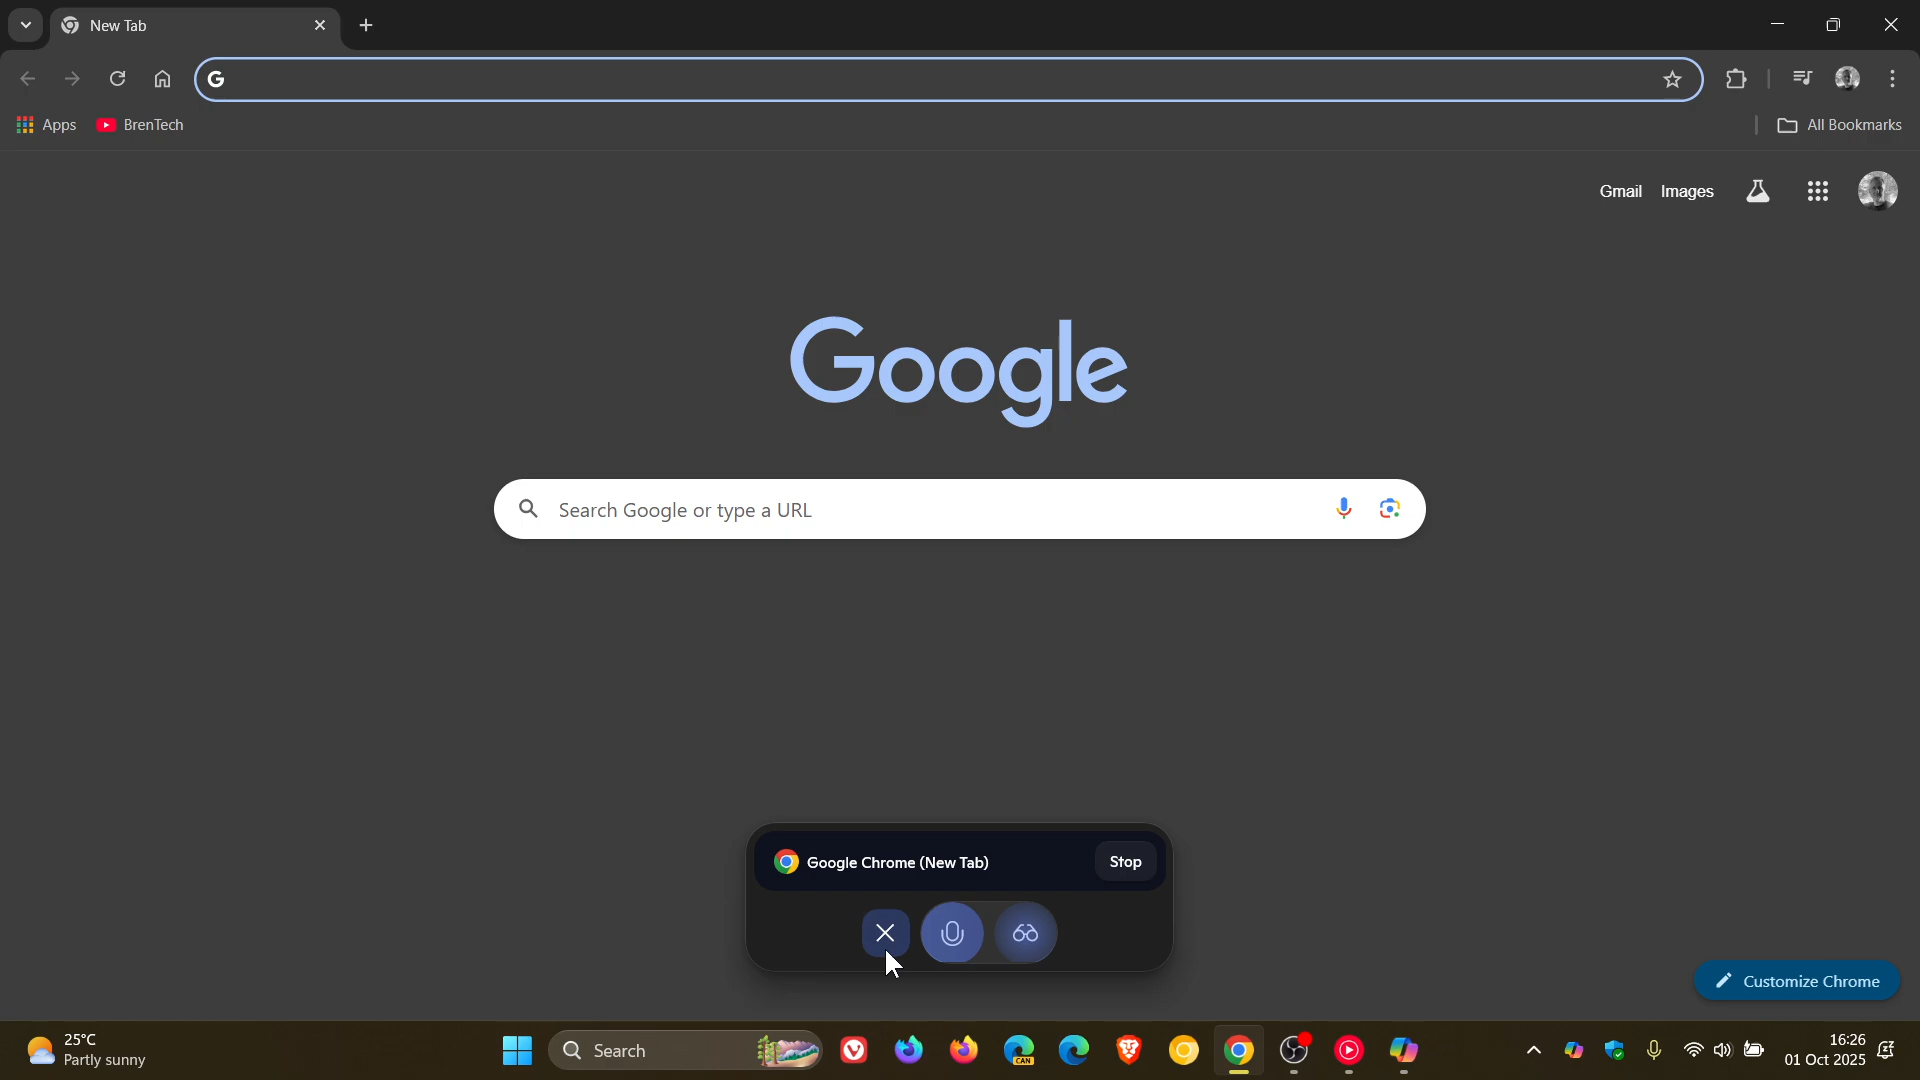 New Tab
Apps
BrenTech
All Bookmarks
Gmail
Images
Google
Search Google or type a URL
Google Chrome (New Tab)
Stop
Customize Chrome
25°C
Partly sunny
Search
CAN
16:26
01 Oct 2025